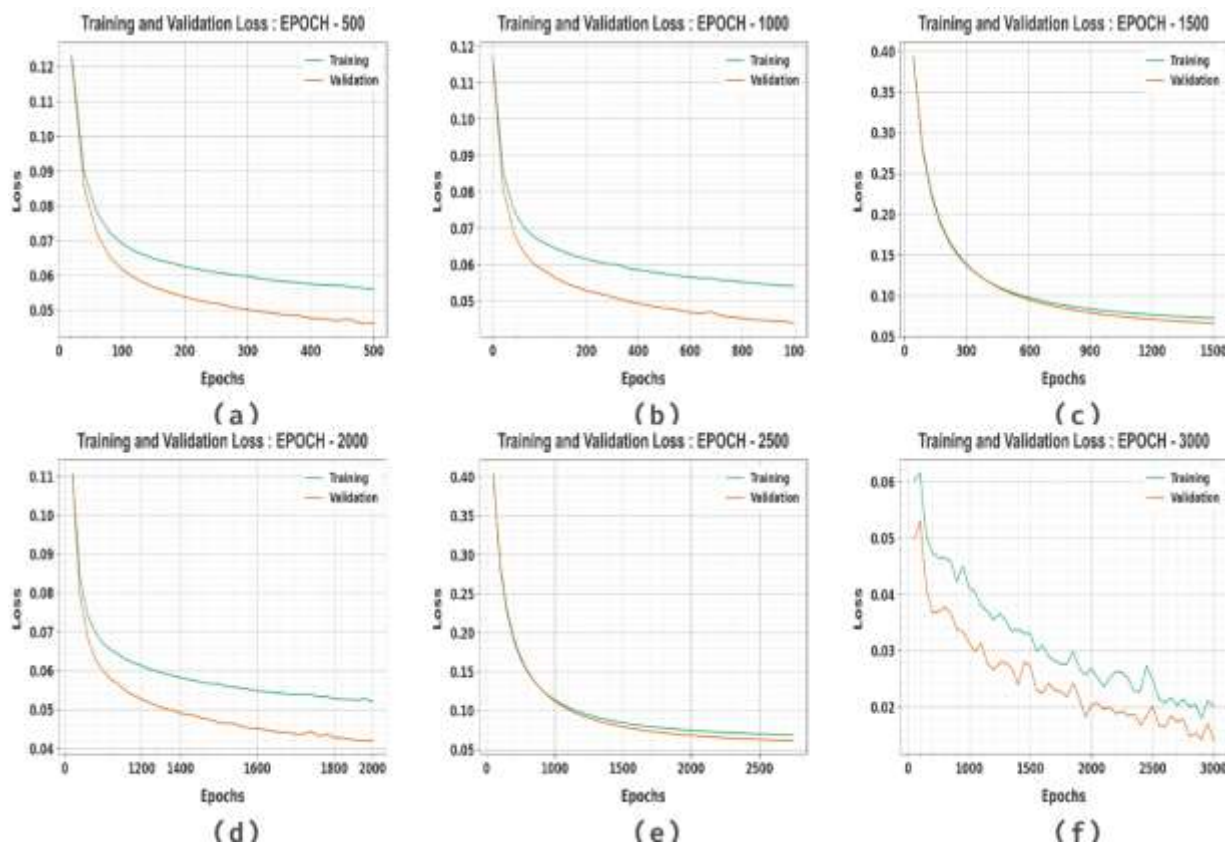 Training and Validation Loss : EPOCH - 500
Training
Validation
0.12
0.11
0.10
0.09
0.08
0.07
0.06
0.05
Loss
0 100 200 300 400 500
Epochs
(a)
Training and Validation Loss : EPOCH - 1000
Training
Validation
0.12
0.11
0.10
0.09
0.08
0.07
0.06
0.05
Loss
0 200 400 600 800 100
Epochs
(b)
Training and Validation Loss : EPOCH - 1500
Training
Validation
0.40
0.35
0.30
0.25
0.20
0.15
0.10
0.05
Loss
0 300 600 900 1200 1500
Epochs
(c)
Training and Validation Loss : EPOCH - 2000
Training
Validation
0.11
0.10
0.09
0.08
0.07
0.06
0.05
0.04
Loss
0 1200 1400 1600 1800 2000
Epochs
(d)
Training and Validation Loss : EPOCH - 2500
Training
Validation
0.40
0.35
0.30
0.25
0.20
0.15
0.10
0.05
Loss
0 1000 1500 2000 2500
Epochs
(e)
Training and Validation Loss : EPOCH - 3000
Training
Validation
0.06
0.05
0.04
0.03
0.02
Loss
0 1000 1500 2000 2500 3000
Epochs
(f)